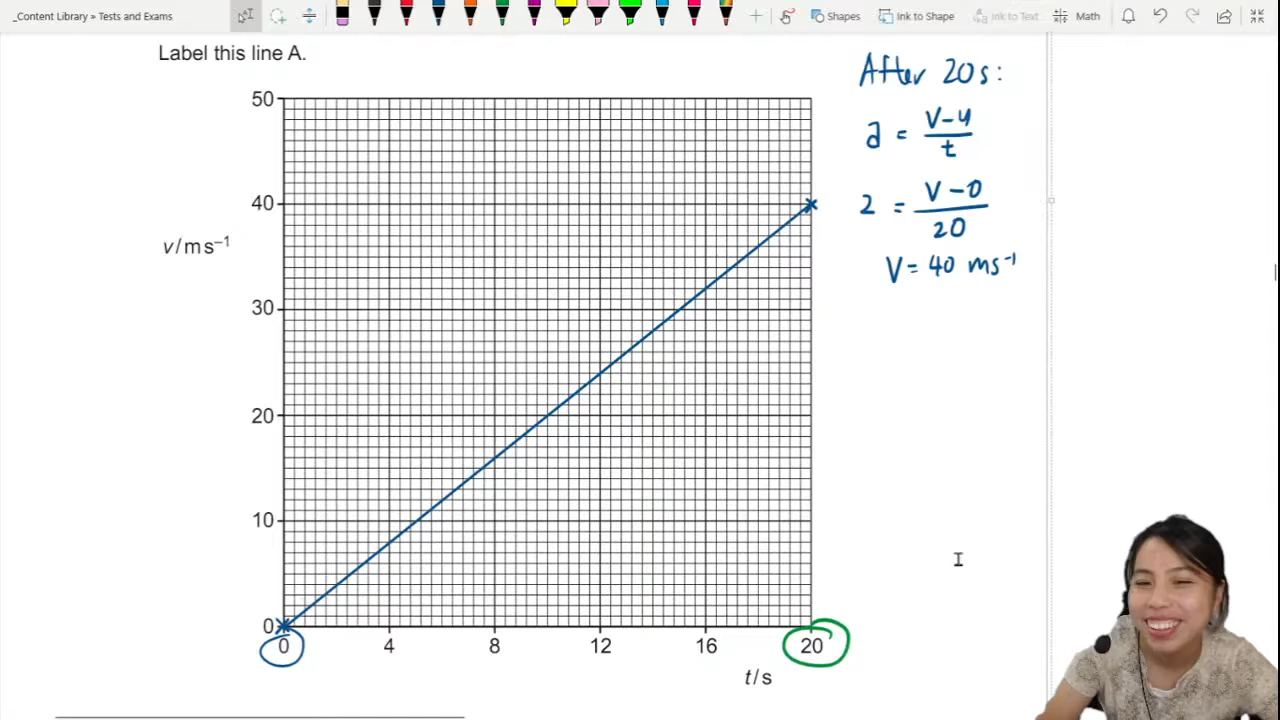 _Content Library » Tests and Exams
Shapes
Ink to Shape
Ink to Text
Math
Label this line A.
After 20s:
a = v-u/t
2 = v-0/20
v = 40 ms⁻¹
50
40
v/ms⁻¹
30
20
10
0
0 4 8 12 16 20
t/s